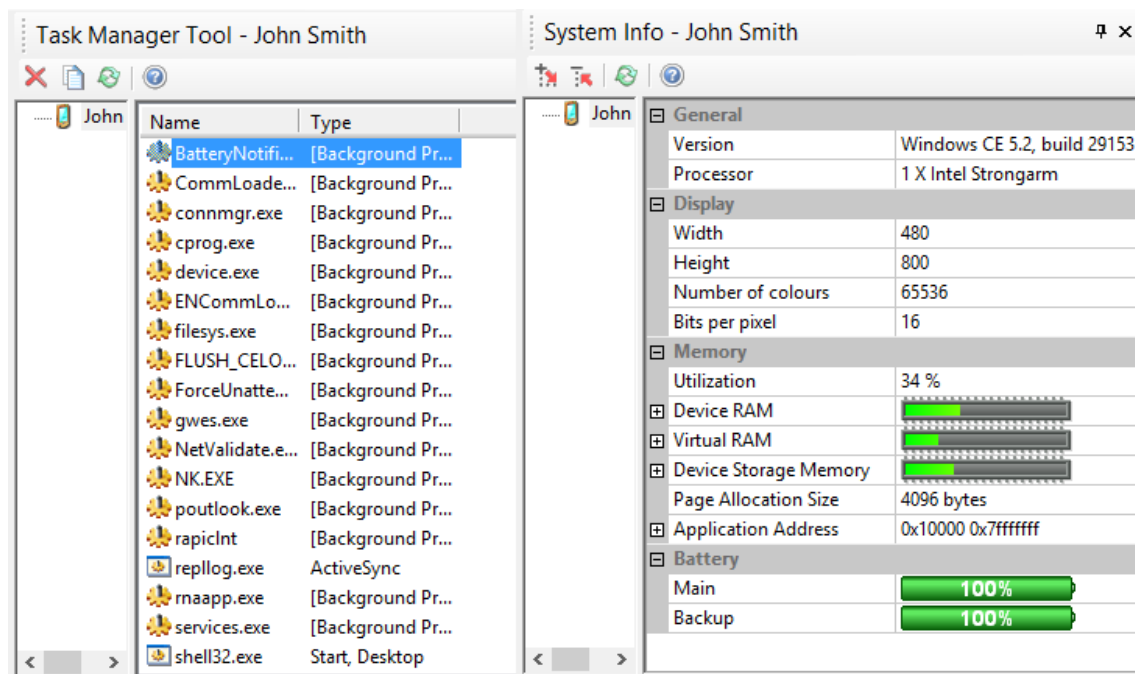 Task Manager Tool - John Smith
John
Name Type
BatteryNotifi... [Background Pr...
CommLoade... [Background Pr...
connmgr.exe [Background Pr...
cprog.exe [Background Pr...
device.exe [Background Pr...
ENCommLo... [Background Pr...
filesys.exe [Background Pr...
FLUSH_CELO... [Background Pr...
ForceUnatte... [Background Pr...
gwes.exe [Background Pr...
NetValidate.e... [Background Pr...
NK.EXE [Background Pr...
poutlook.exe [Background Pr...
rapiclnt [Background Pr...
repllog.exe ActiveSync
rnaapp.exe [Background Pr...
services.exe [Background Pr...
shell32.exe Start, Desktop
System Info - John Smith
John
General
Version Windows CE 5.2, build 29153
Processor 1 X Intel Strongarm
Display
Width 480
Height 800
Number of colours 65536
Bits per pixel 16
Memory
Utilization 34 %
Device RAM
Virtual RAM
Device Storage Memory
Page Allocation Size 4096 bytes
Application Address 0x10000 0x7fffffff
Battery
Main 100%
Backup 100%